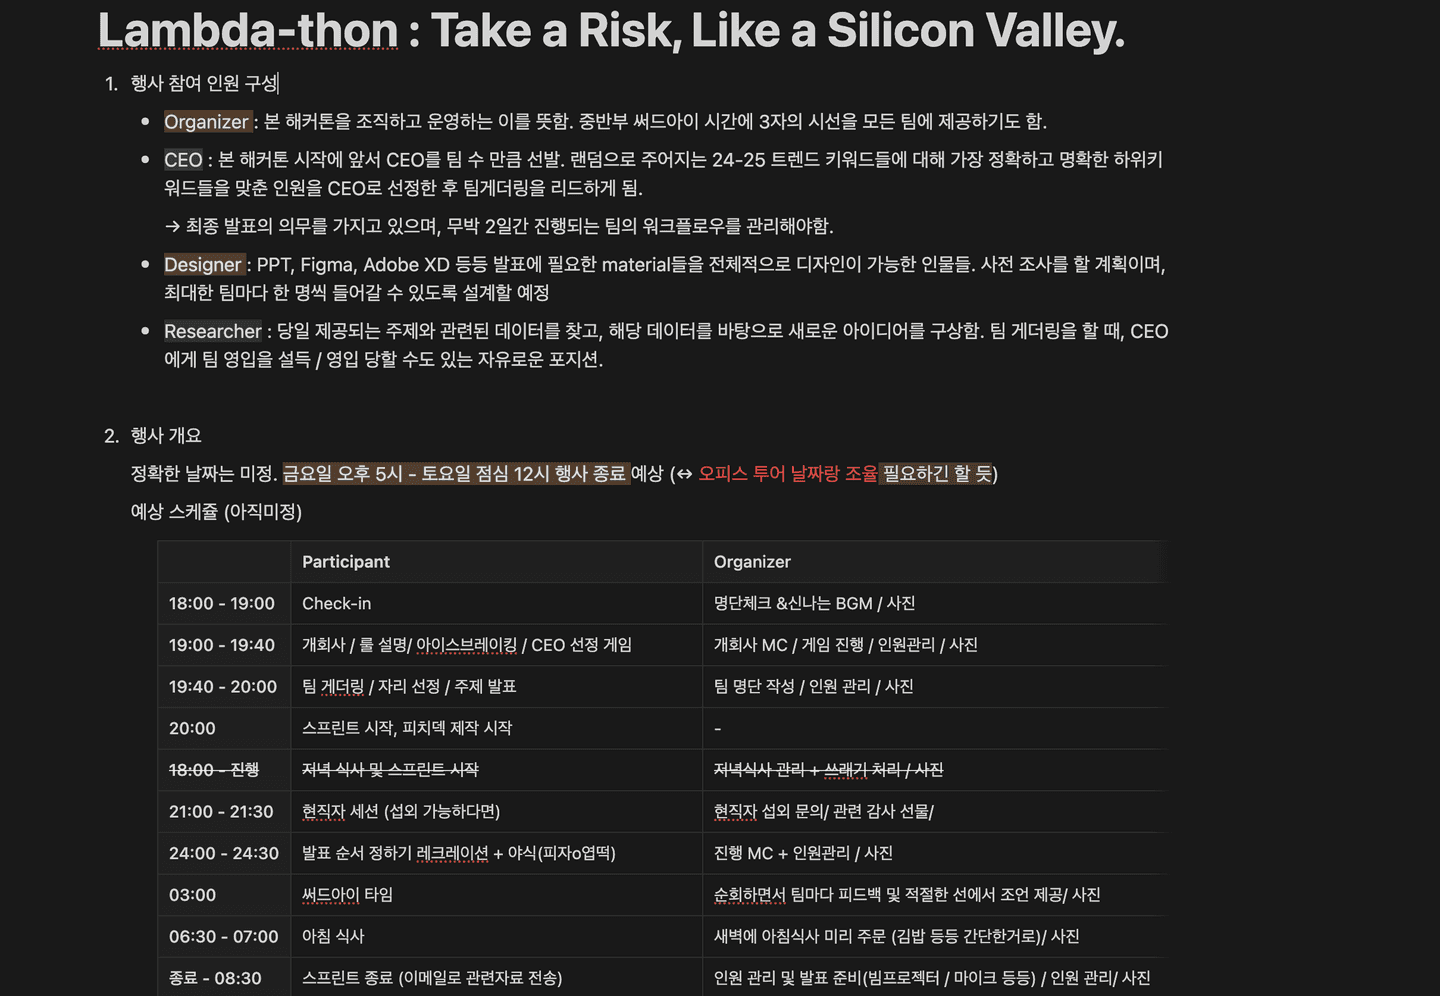 Lambda-thon : Take a Risk, Like a Silicon Valley.
1. 행사 참여 인원 구성
• Organizer : 본 해커톤을 조직하고 운영하는 이를 뜻함. 중반부 써드아이 시간에 3자의 시선을 모든 팀에 제공하기도 함.
• CEO : 본 해커톤 시작에 앞서 CEO를 팀 수 만큼 선발. 랜덤으로 주어지는 24-25 트렌드 키워드들에 대해 가장 정확하고 명확한 하위키
워드들을 맞춘 인원을 CEO로 선정한 후 팀게더링을 리드하게 됨.
→ 최종 발표의 의무를 가지고 있으며, 무박 2일간 진행되는 팀의 워크플로우를 관리해야함.
• Designer : PPT, Figma, Adobe XD 등등 발표에 필요한 material들을 전체적으로 디자인이 가능한 인물들. 사전 조사를 할 계획이며,
최대한 팀마다 한 명씩 들어갈 수 있도록 설계할 예정
• Researcher : 당일 제공되는 주제와 관련된 데이터를 찾고, 해당 데이터를 바탕으로 새로운 아이디어를 구상함. 팀 게더링을 할 때, CEO
에게 팀 영입을 설득 / 영입 당할 수도 있는 자유로운 포지션.
2. 행사 개요
정확한 날짜는 미정. 금요일 오후 5시 - 토요일 점심 12시 행사 종료 예상 (↔ 오피스 투어 날짜랑 조율 필요하긴 할 듯)
예상 스케쥴 (아직미정)
Participant Organizer
18:00 - 19:00 Check-in 명단체크 &신나는 BGM / 사진
19:00 - 19:40 개회사 / 룰 설명/ 아이스브레이킹 / CEO 선정 게임 개회사 MC / 게임 진행 / 인원관리 / 사진
19:40 - 20:00 팀 게더링 / 자리 선정 / 주제 발표 팀 명단 작성 / 인원 관리 / 사진
20:00 스프린트 시작, 피치덱 제작 시작 -
18:00 - 진행 저녁 식사 및 스프린트 시작 저녁식사 관리 + 쓰래기 처리 / 사진
21:00 - 21:30 현직자 세션 (섭외 가능하다면) 현직자 섭외 문의/ 관련 감사 선물/
24:00 - 24:30 발표 순서 정하기 레크레이션 + 야식(피자o엽떡) 진행 MC + 인원관리 / 사진
03:00 써드아이 타임 순회하면서 팀마다 피드백 및 적절한 선에서 조언 제공/ 사진
06:30 - 07:00 아침 식사 새벽에 아침식사 미리 주문 (김밥 등등 간단한거로)/ 사진
종료 - 08:30 스프린트 종료 (이메일로 관련자료 전송) 인원 관리 및 발표 준비(빔프로젝터 / 마이크 등등) / 인원 관리/ 사진